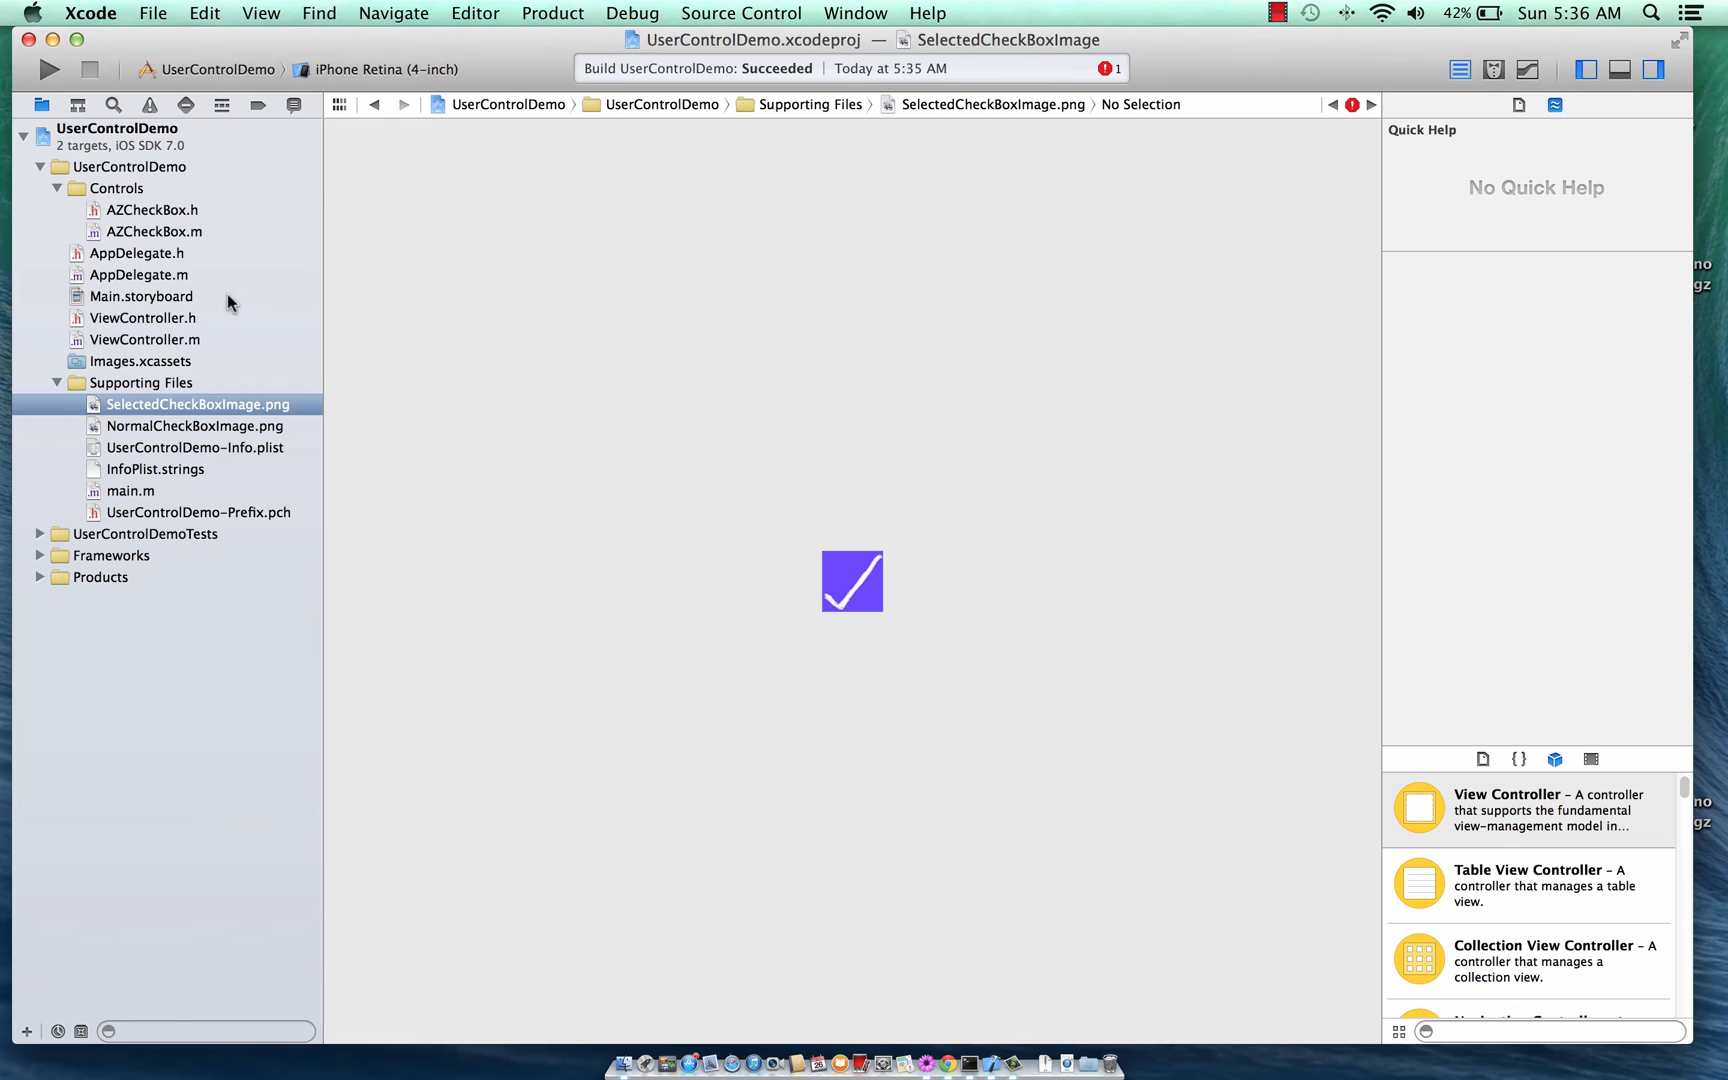 Xcode File Edit View Find Navigate Editor Product Debug Source Control Window Help 42% Sun 5:36 AM
UserControlDemo.xcodeproj — SelectedCheckBoxImage
UserControlDemo iPhone Retina (4-inch) Build UserControlDemo: Succeeded Today at 5:35 AM 1
UserControlDemo UserControlDemo Supporting Files SelectedCheckBoxImage.png No Selection
UserControlDemo
2 targets, iOS SDK 7.0
UserControlDemo
Controls
AZCheckBox.h
AZCheckBox.m
AppDelegate.h
AppDelegate.m
Main.storyboard
ViewController.h
ViewController.m
Images.xcassets
Supporting Files
SelectedCheckBoxImage.png
NormalCheckBoxImage.png
UserControlDemo-Info.plist
InfoPlist.strings
main.m
UserControlDemo-Prefix.pch
UserControlDemoTests
Frameworks
Products
Quick Help
No Quick Help
View Controller – A controller
that supports the fundamental
view-management model in...
Table View Controller – A
controller that manages a table
view.
Collection View Controller – A
controller that manages a
collection view.
no
gz
no
gz